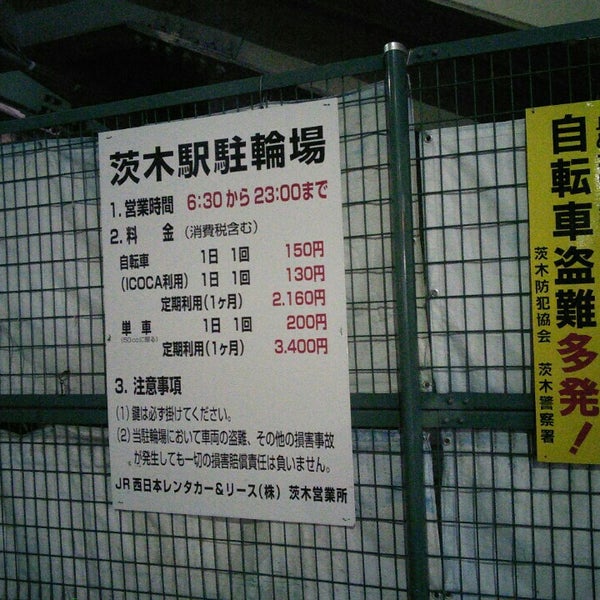 茨木駅駐輪場
1. 営業時間 6:30から23:00まで
2. 料 金 (消費税含む)
自転車 1日 1回 150円
(ICOCA利用) 1日 1回 130円
定期利用(1ヶ月) 2.160円
単車 1日 1回 200円
(50ccに限る)
定期利用(1ヶ月) 3.400円
3. 注意事項
(1) 鍵は必ず掛けてください。
(2) 当駐輪場において車両の盗難、その他の損害事故
が発生しても一切の損害賠償責任は負いません。
JR西日本レンタカー&リース(株) 茨木営業所
自転車盗難多発!
茨木防犯協会 茨木警察署